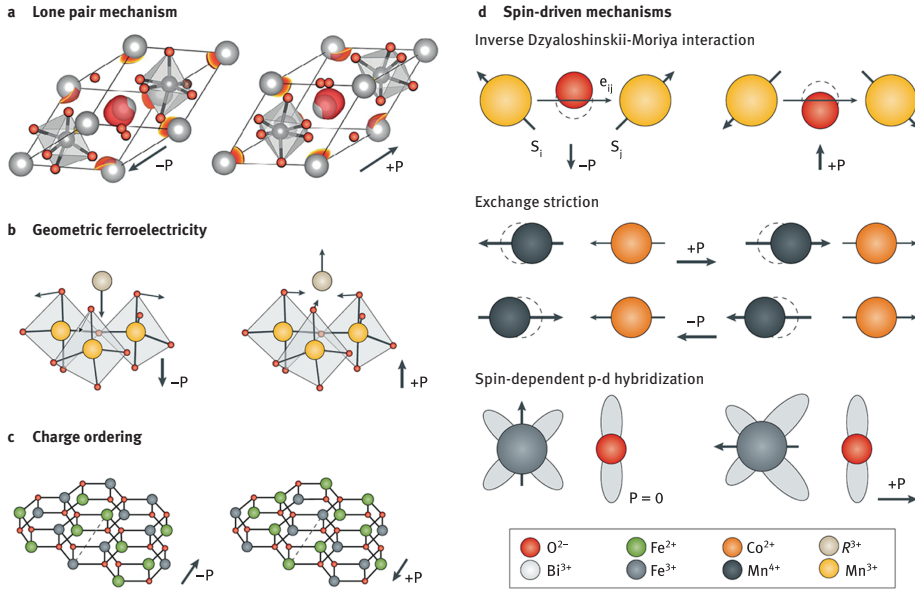 a Lone pair mechanism
−P
+P
b Geometric ferroelectricity
−P
+P
c Charge ordering
−P
+P
d Spin-driven mechanisms
Inverse Dzyaloshinskii-Moriya interaction
eij
Si
Sj
−P
+P
Exchange striction
+P
−P
Spin-dependent p-d hybridization
P = 0
+P
O2− Fe2+ Co2+ R3+
Bi3+ Fe3+ Mn4+ Mn3+